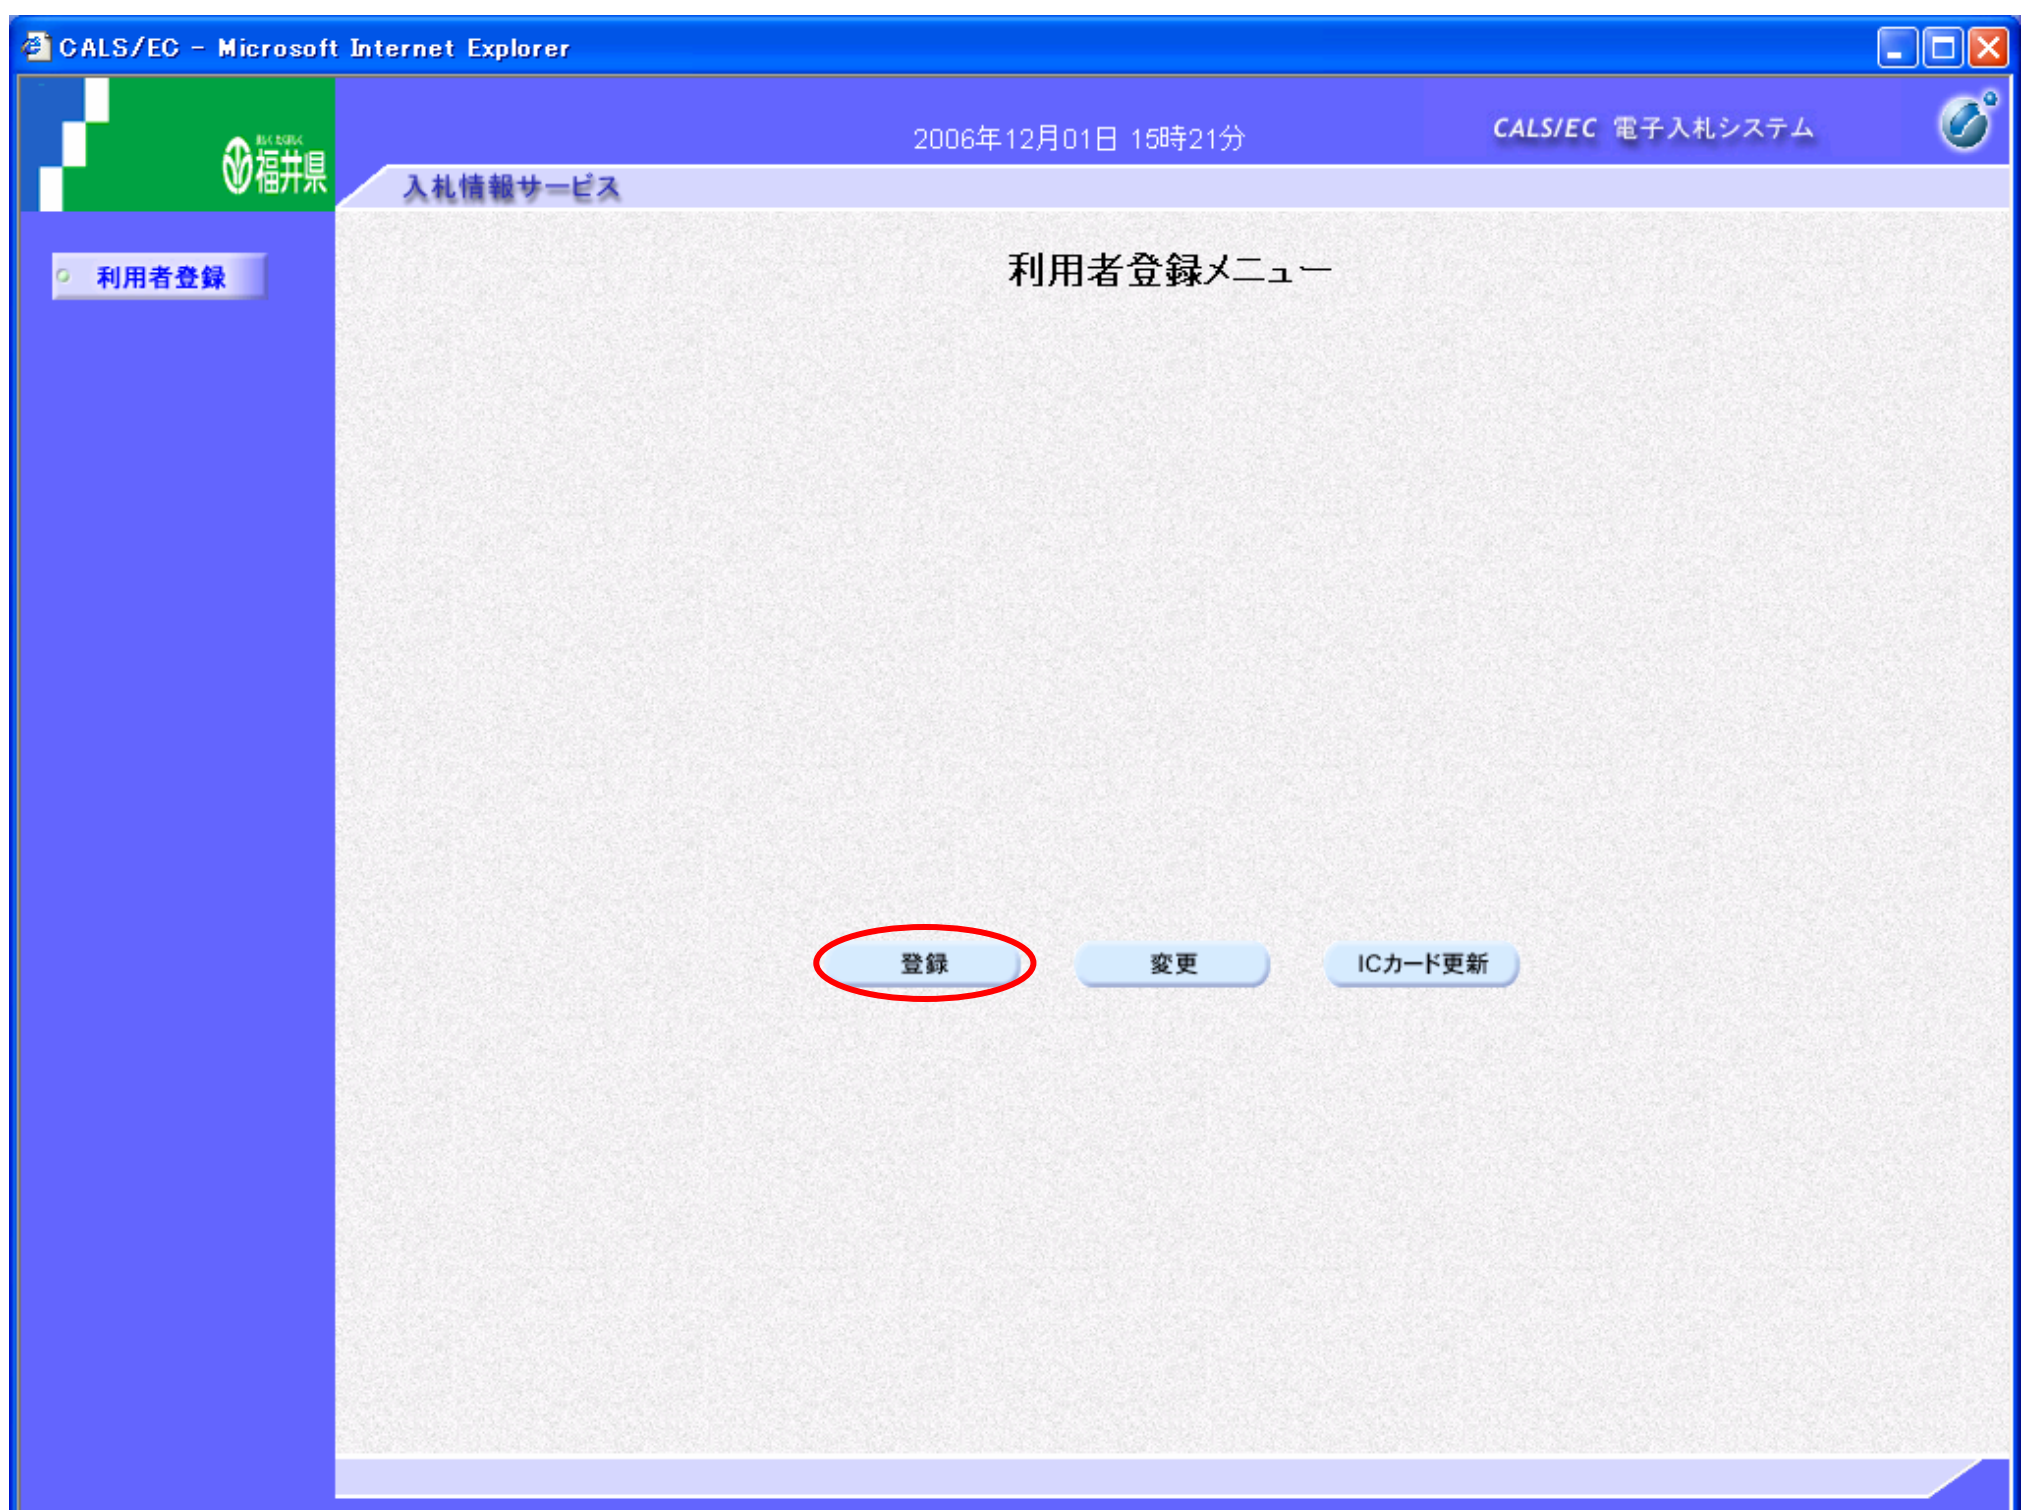 CALS/EC - Microsoft Internet Explorer
福井県
2006年12月01日 15時21分
CALS/EC 電子入札システム
入札情報サービス
利用者登録
利用者登録メニュー
登録
変更
ICカード更新